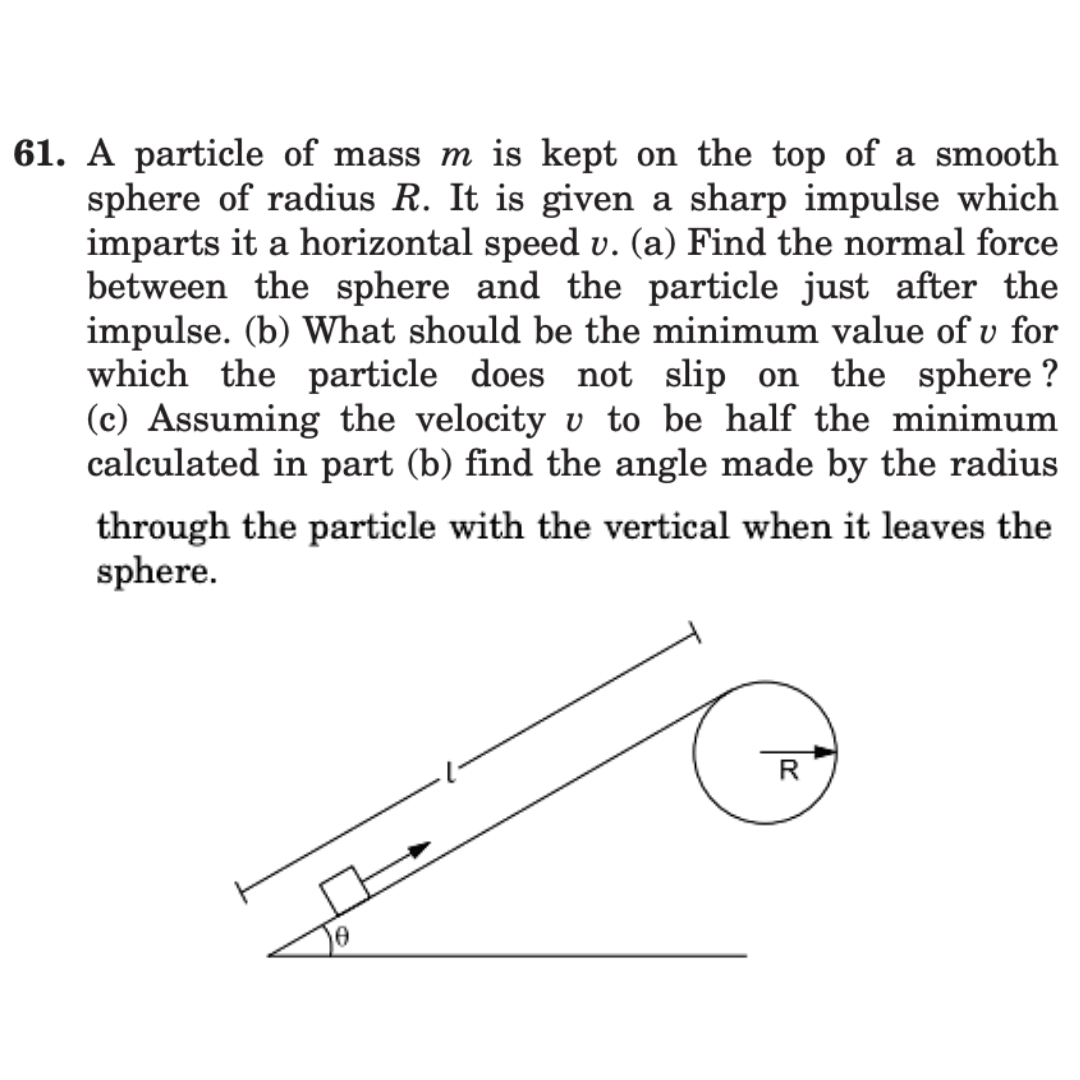 61. A particle of mass m is kept on the top of a smooth
sphere of radius R. It is given a sharp impulse which
imparts it a horizontal speed v. (a) Find the normal force
between the sphere and the particle just after the
impulse. (b) What should be the minimum value of v for
which the particle does not slip on the sphere ?
(c) Assuming the velocity v to be half the minimum
calculated in part (b) find the angle made by the radius
through the particle with the vertical when it leaves the
sphere.
l
R
θ